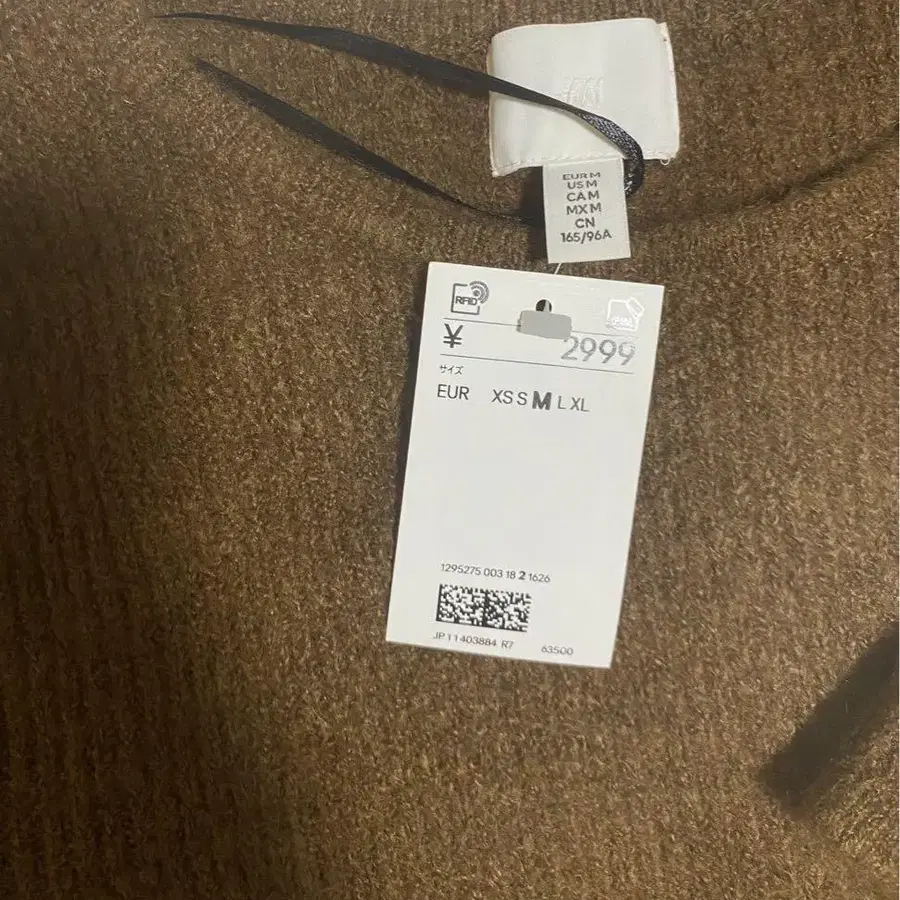 H&M
EUR M
US M
CA M
MX M
CN
165/96A
RFID
¥ 2999
サイズ
EUR XS S M L XL
1295275 003 18 2 1626
JP 11403884 R7 63500